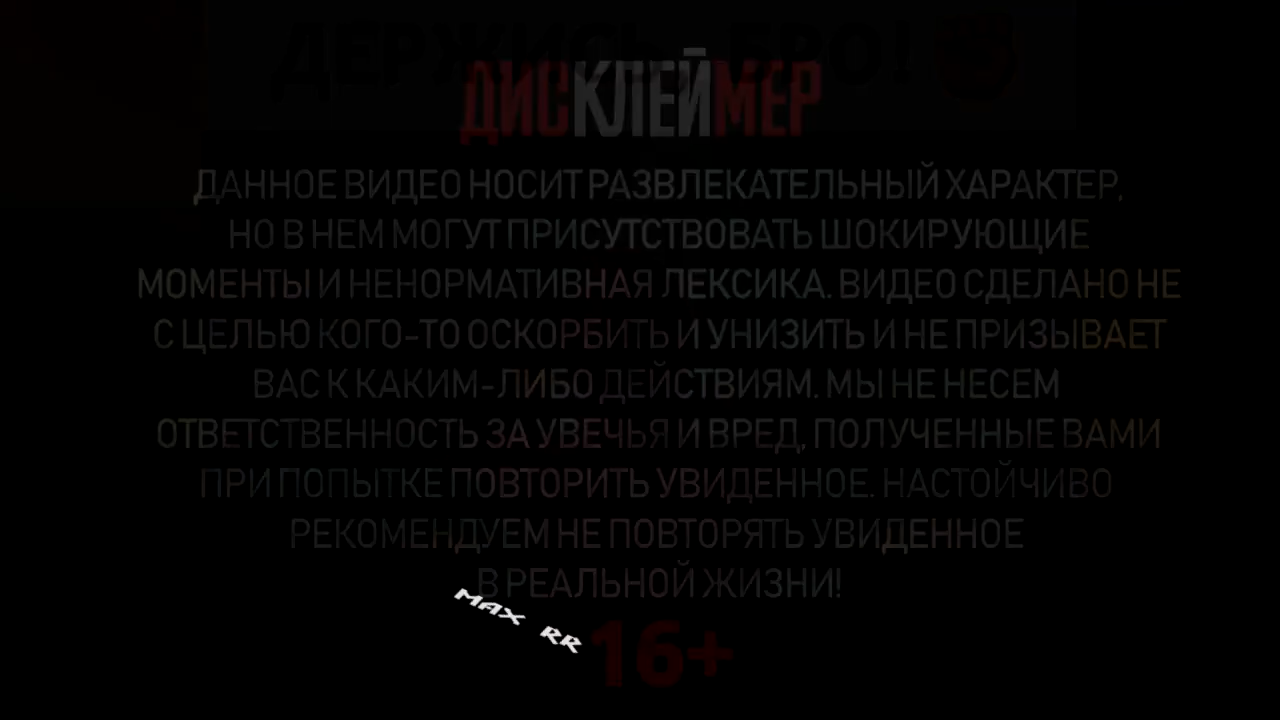 ДЕРЖИСЬ, БРО!
ДИСКЛЕЙМЕР
ДАННОЕ ВИДЕО НОСИТ РАЗВЛЕКАТЕЛЬНЫЙ ХАРАКТЕР,
НО В НЕМ МОГУТ ПРИСУТСТВОВАТЬ ШОКИРУЮЩИЕ
МОМЕНТЫ И НЕНОРМАТИВНАЯ ЛЕКСИКА. ВИДЕО СДЕЛАНО НЕ
С ЦЕЛЬЮ КОГО-ТО ОСКОРБИТЬ И УНИЗИТЬ И НЕ ПРИЗЫВАЕТ
ВАС К КАКИМ-ЛИБО ДЕЙСТВИЯМ. МЫ НЕ НЕСЕМ
ОТВЕТСТВЕННОСТЬ ЗА УВЕЧЬЯ И ВРЕД, ПОЛУЧЕННЫЕ ВАМИ
ПРИ ПОПЫТКЕ ПОВТОРИТЬ УВИДЕННОЕ. НАСТОЙЧИВО
РЕКОМЕНДУЕМ НЕ ПОВТОРЯТЬ УВИДЕННОЕ
В РЕАЛЬНОЙ ЖИЗНИ!
MAX RR
16+